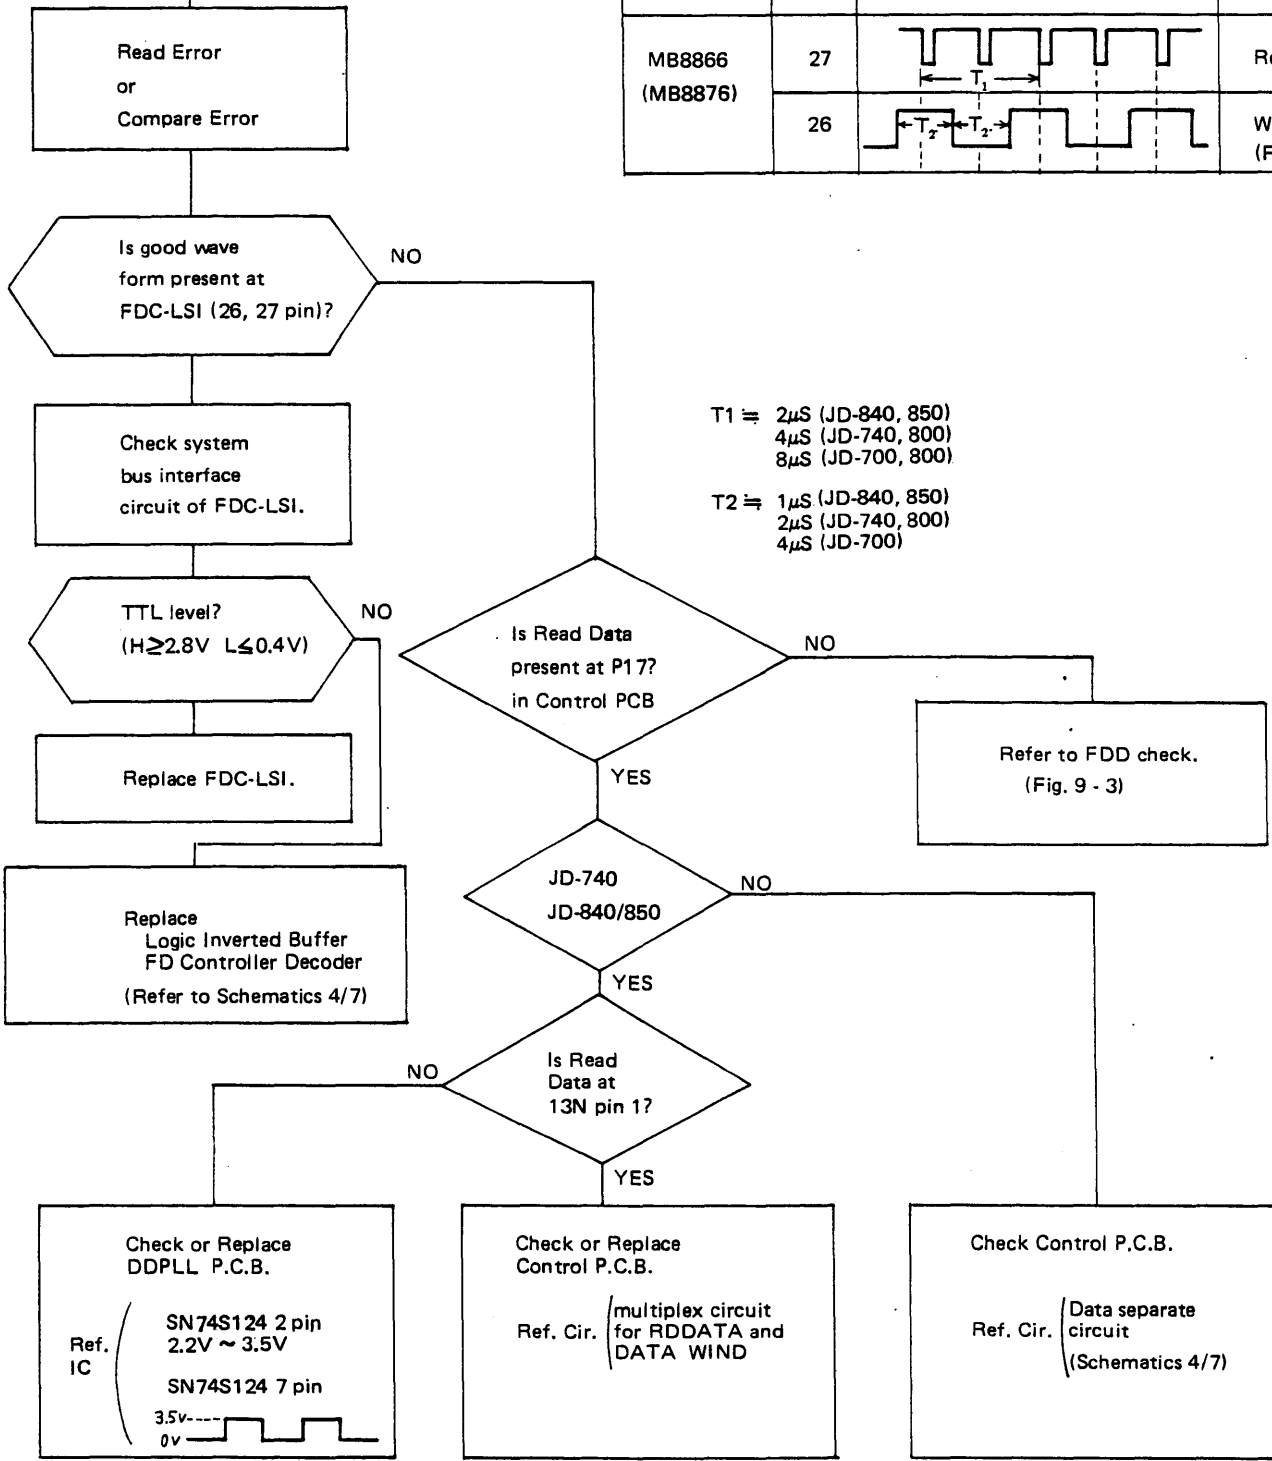 Read Error
or
Compare Error
MB8866
(MB8876)
27
T1
26
T2
T2
Is good wave
form present at
FDC-LSI (26, 27 pin)?
NO
Check system
bus interface
circuit of FDC-LSI.
T1 ≒ 2μS (JD-840, 850)
4μS (JD-740, 800)
8μS (JD-700, 800)
T2 ≒ 1μS (JD-840, 850)
2μS (JD-740, 800)
4μS (JD-700)
TTL level?
(H≧2.8V L≦0.4V)
NO
Is Read Data
present at P17?
in Control PCB
NO
YES
Replace FDC-LSI.
Refer to FDD check.
(Fig. 9 - 3)
Replace
Logic Inverted Buffer
FD Controller Decoder
(Refer to Schematics 4/7)
JD-740
JD-840/850
NO
YES
Is Read
Data at
13N pin 1?
NO
YES
Check or Replace
DDPLL P.C.B.
Ref.
IC
SN74S124 2 pin
2.2V ~ 3.5V
SN74S124 7 pin
3.5v
0v
Check or Replace
Control P.C.B.
Ref. Cir.
multiplex circuit
for RDDATA and
DATA WIND
Check Control P.C.B.
Ref. Cir.
Data separate
circuit
(Schematics 4/7)